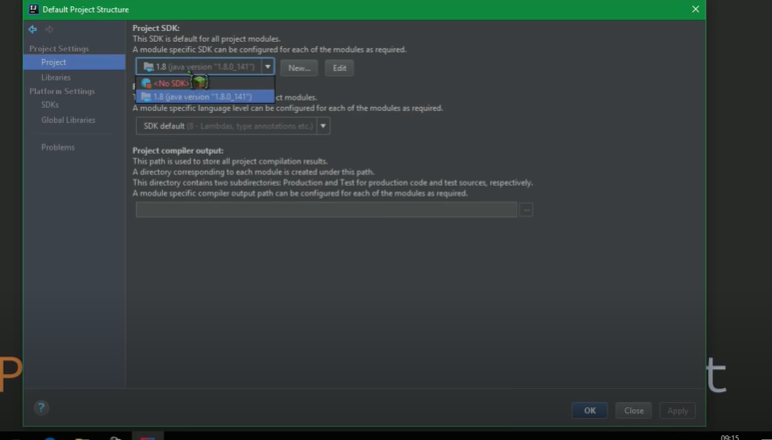 Default Project Structure
Project Settings
Project
Libraries
Platform Settings
SDKs
Global Libraries
Problems
Project SDK:
This SDK is default for all project modules.
A module specific SDK can be configured for each of the modules as required.
1.8 (java version "1.8.0_141")
New...
Edit
<No SDK>
1.8 (java version "1.8.0_141")
ct modules.
A module specific language level can be configured for each of the modules as required.
SDK default (8 - Lambdas, type annotations etc.)
Project compiler output:
This path is used to store all project compilation results.
A directory corresponding to each module is created under this path.
This directory contains two subdirectories: Production and Test for production code and test sources, respectively.
A module specific compiler output path can be configured for each of the modules as required.
...
P
t
?
OK
Close
Apply
09:15